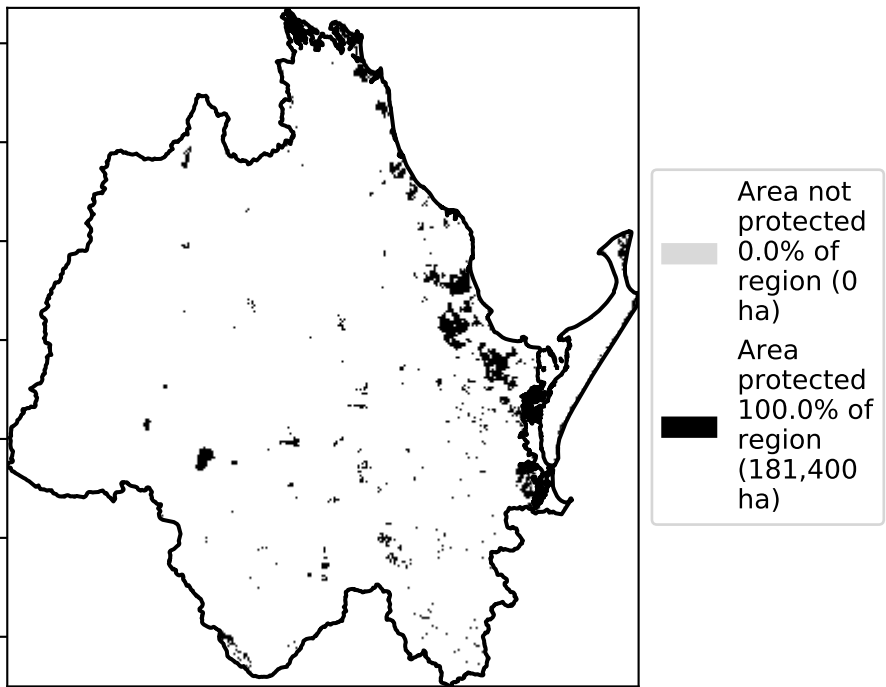 Area not
protected
0.0% of
region (0
ha)
Area
protected
100.0% of
region
(181,400
ha)